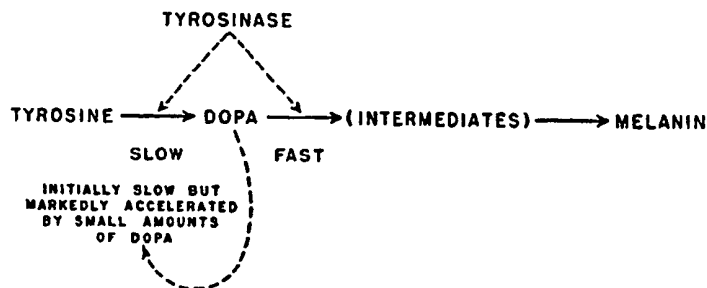 TYROSINASE
TYROSINE DOPA (INTERMEDIATES) MELANIN
SLOW FAST
INITIALLY SLOW BUT
MARKEDLY ACCELERATED
BY SMALL AMOUNTS
OF DOPA